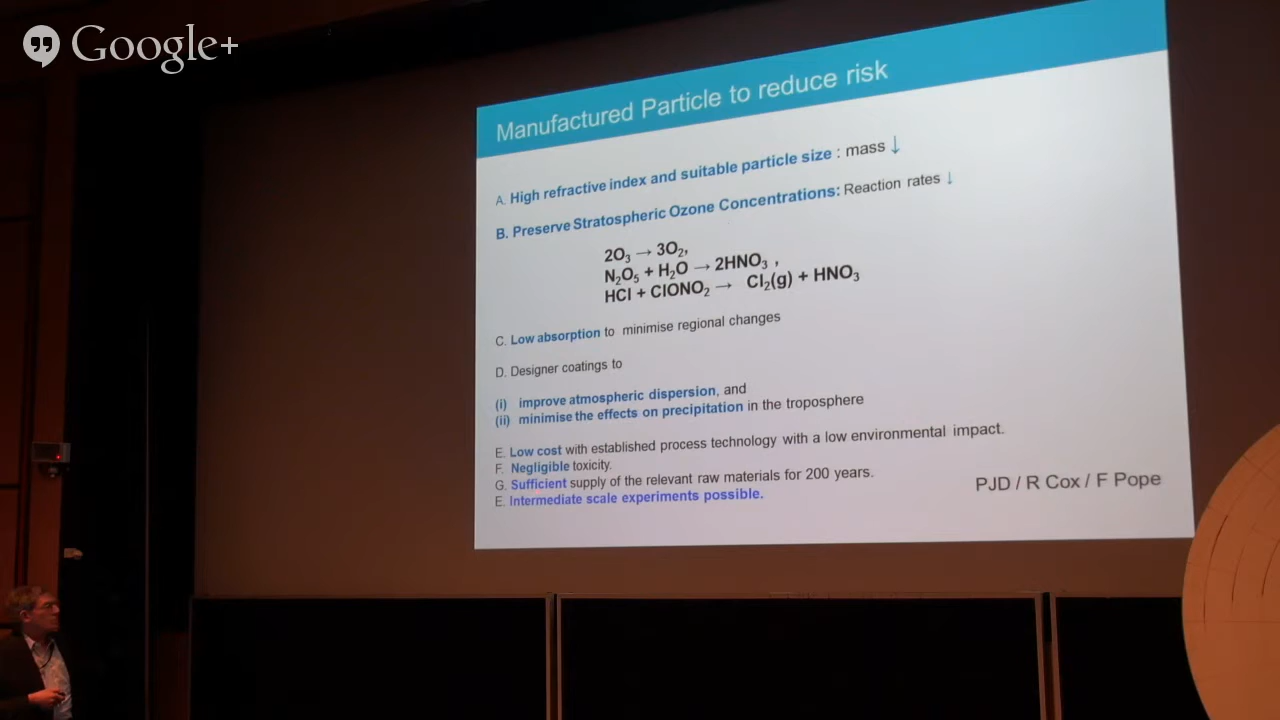 Google+
Manufactured Particle to reduce risk
A. High refractive index and suitable particle size : mass ↓
B. Preserve Stratospheric Ozone Concentrations: Reaction rates ↓
2O₃ → 3O₂,
N₂O₅ + H₂O → 2HNO₃ ,
HCl + ClONO₂ → Cl₂(g) + HNO₃
C. Low absorption to minimise regional changes
D. Designer coatings to
(i) improve atmospheric dispersion, and
(ii) minimise the effects on precipitation in the troposphere
E. Low cost with established process technology with a low environmental impact.
F. Negligible toxicity.
G. Sufficient supply of the relevant raw materials for 200 years.
E. Intermediate scale experiments possible.
PJD / R Cox / F Pope